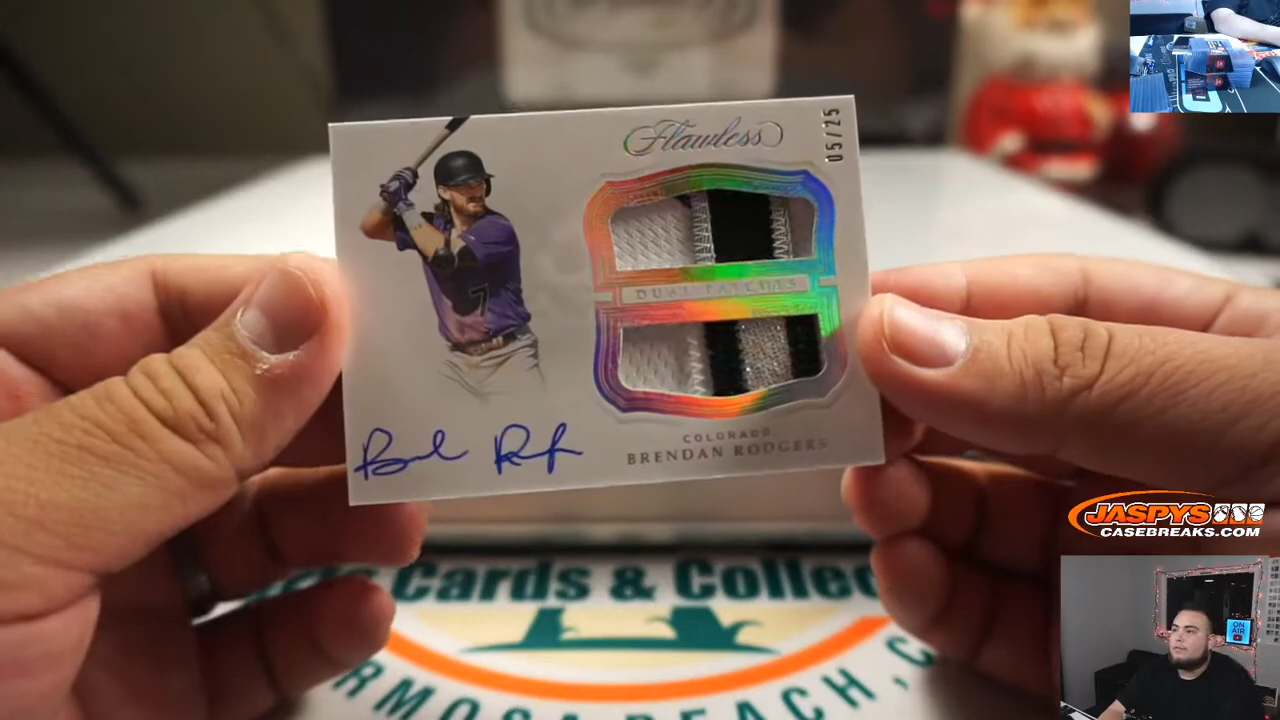 Flawless
05/25
7
DUAL PATCHES
COLORADO
BRENDAN RODGERS
Cards & Collec
RMOSA BEACH, C
JASPYS
CASEBREAKS.COM
ON
AIR